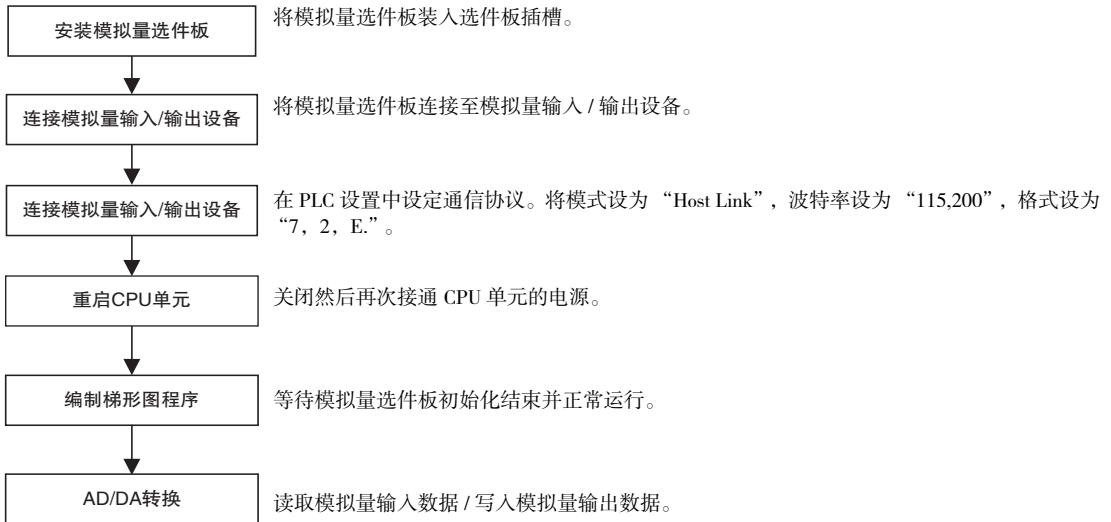 安装模拟量选件板
将模拟量选件板装入选件板插槽。
连接模拟量输入/输出设备
将模拟量选件板连接至模拟量输入 / 输出设备。
连接模拟量输入/输出设备
在 PLC 设置中设定通信协议。将模式设为 “Host Link”，波特率设为 “115,200”，格式设为
“7，2，E.”。
重启CPU单元
关闭然后再次接通 CPU 单元的电源。
编制梯形图程序
等待模拟量选件板初始化结束并正常运行。
AD/DA转换
读取模拟量输入数据 / 写入模拟量输出数据。